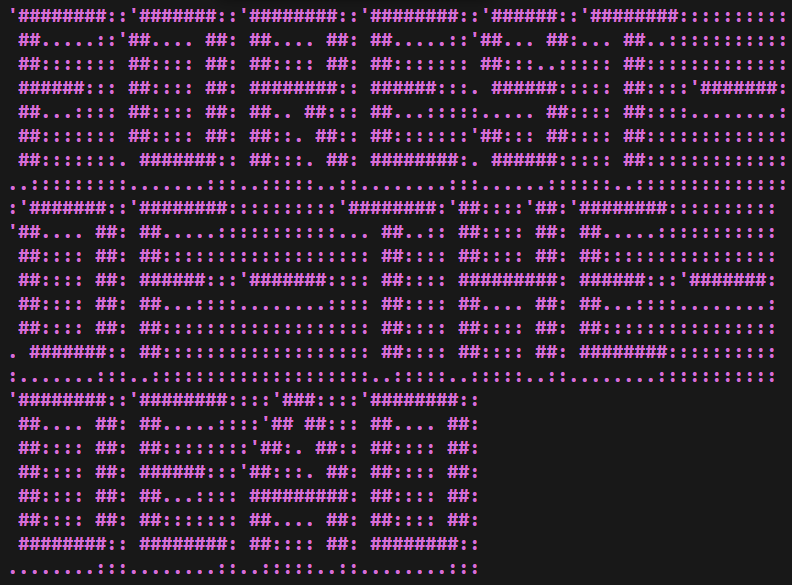 FOREST-
OF-THE-
DEAD